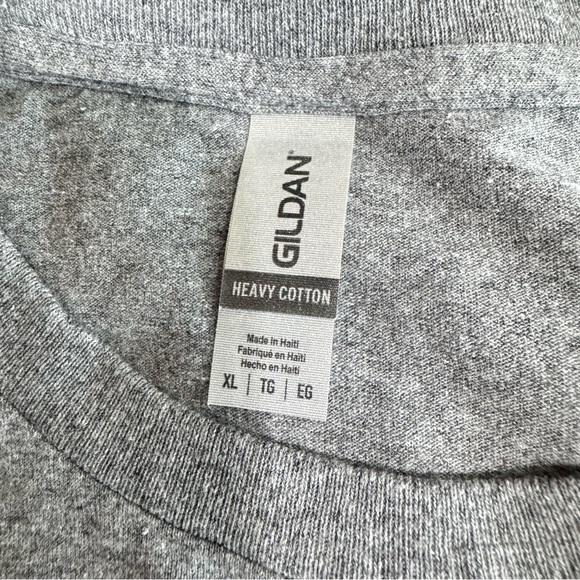 GILDAN®
HEAVY COTTON
Made in Haiti
Fabriqué en Haïti
Hecho en Haití
XL | TG | EG